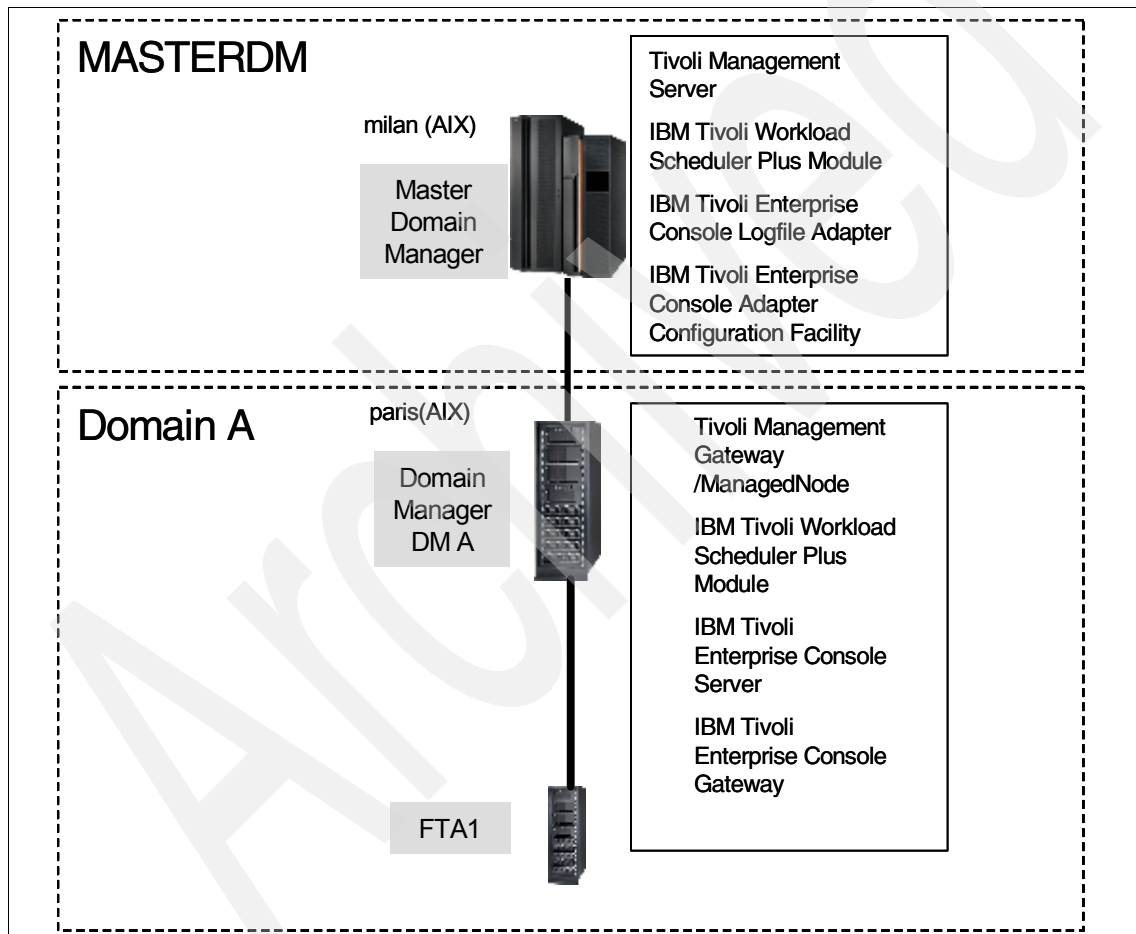 MASTERDM
milan (AIX)
Master
Domain
Manager
Tivoli Management
Server
IBM Tivoli Workload
Scheduler Plus Module
IBM Tivoli Enterprise
Console Logfile Adapter
IBM Tivoli Enterprise
Console Adapter
Configuration Facility
Domain A
paris(AIX)
Domain
Manager
DM A
Tivoli Management
Gateway
/ManagedNode
IBM Tivoli Workload
Scheduler Plus
Module
IBM Tivoli
Enterprise Console
Server
IBM Tivoli
Enterprise Console
Gateway
FTA1
Archived